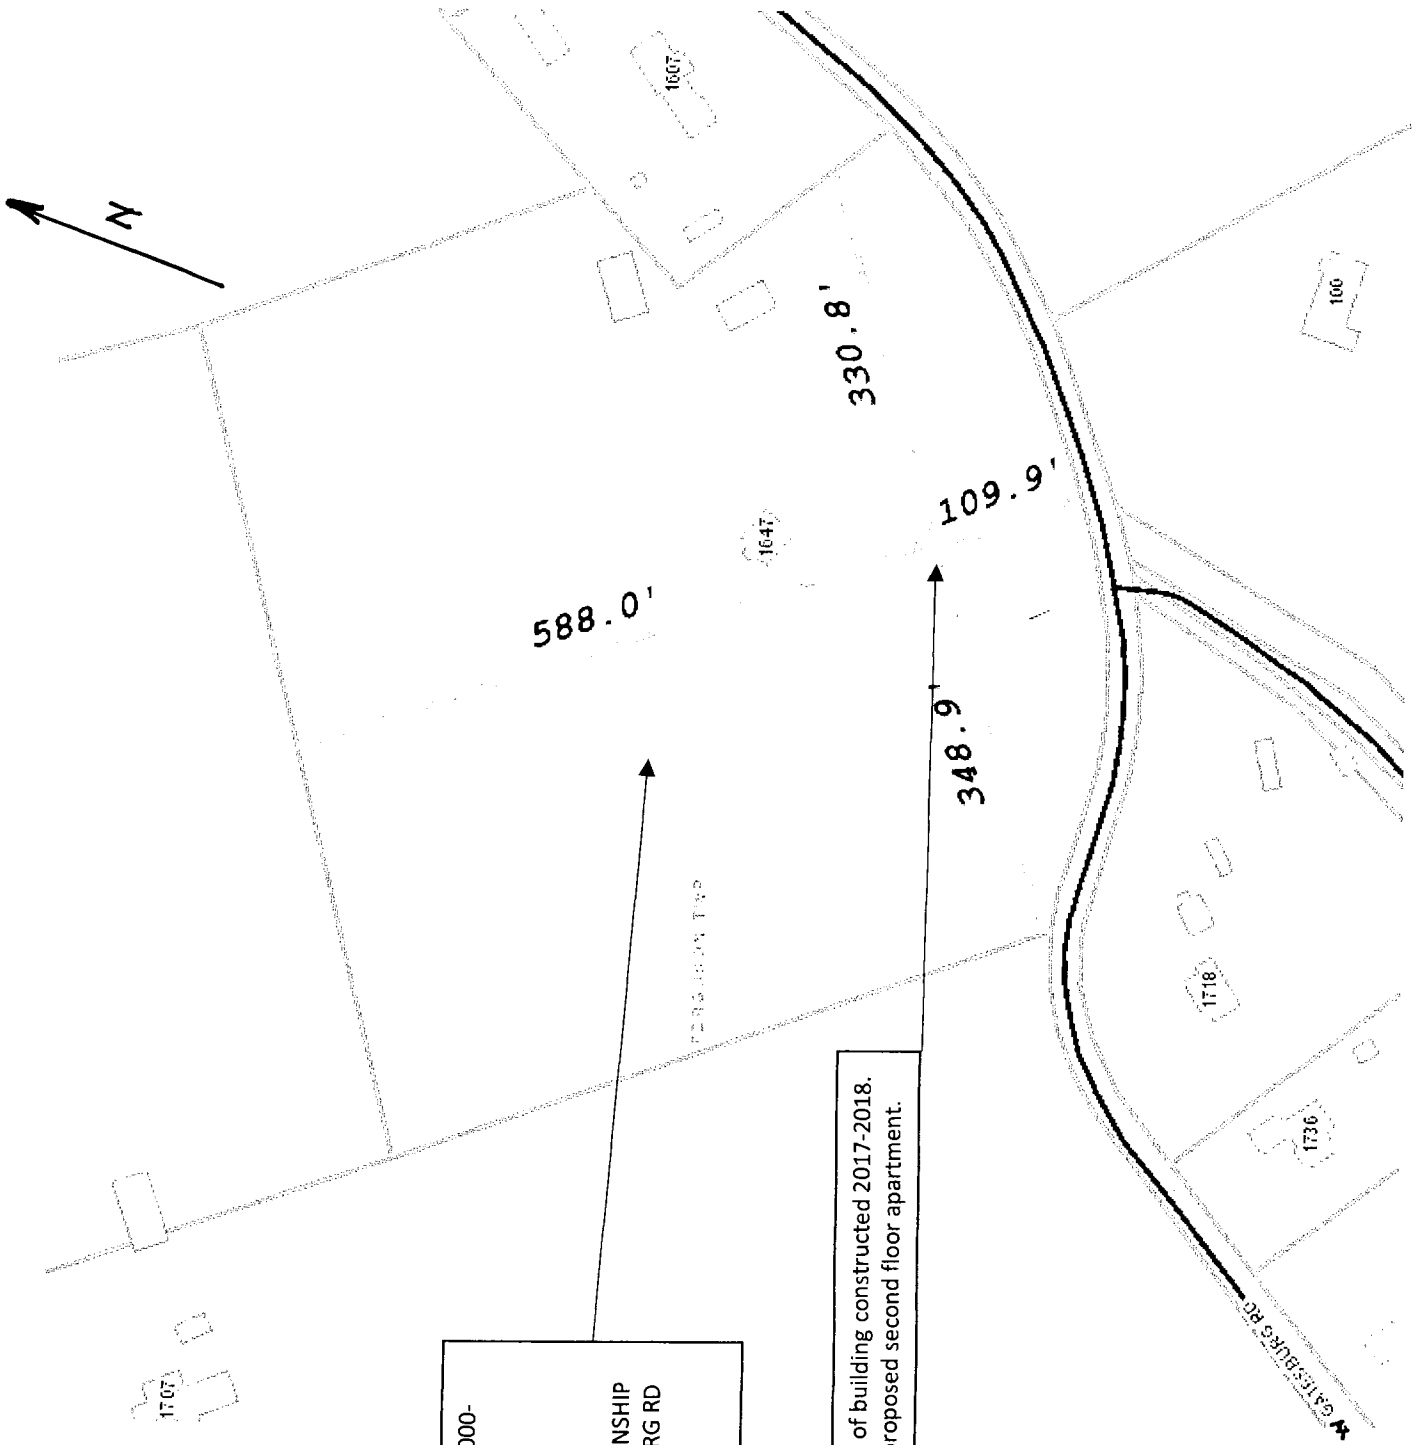 N
1607
100
330.8'
109.9'
1647
588.0'
348.9'
1718
1736
1707
W GATESBURG RD
000-
NSHIP
RG RD
of building constructed 2017-2018.
roposed second floor apartment.